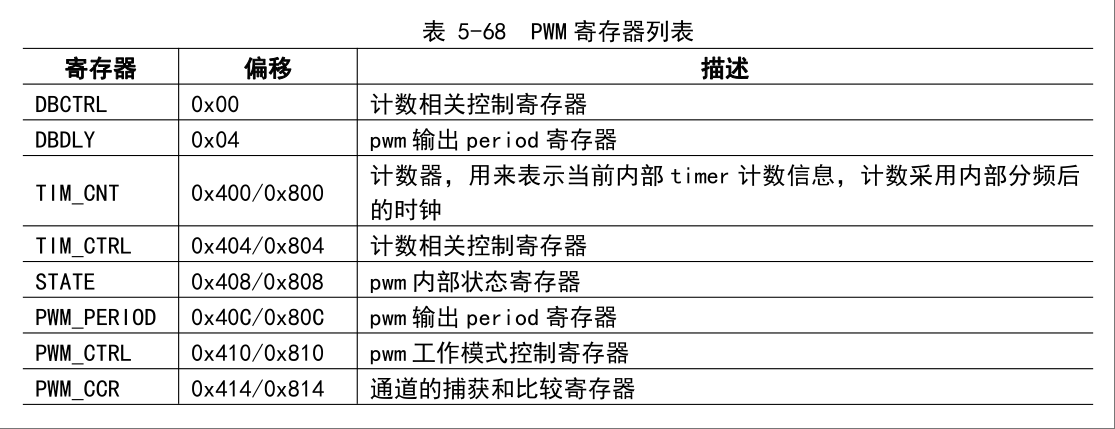 表 5-68 PWM 寄存器列表
寄存器 偏移 描述
DBCTRL 0x00 计数相关控制寄存器
DBDLY 0x04 pwm 输出 period 寄存器
TIM_CNT 0x400/0x800 计数器，用来表示当前内部 timer 计数信息，计数采用内部分频后
的时钟
TIM_CTRL 0x404/0x804 计数相关控制寄存器
STATE 0x408/0x808 pwm 内部状态寄存器
PWM_PERIOD 0x40C/0x80C pwm 输出 period 寄存器
PWM_CTRL 0x410/0x810 pwm 工作模式控制寄存器
PWM_CCR 0x414/0x814 通道的捕获和比较寄存器